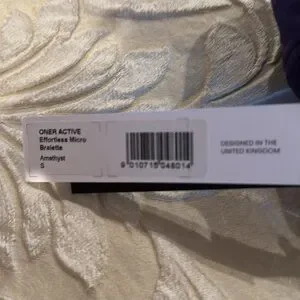 ONER ACTIVE
Effortless Micro
Bralette
Amethyst
S
9 010715 046014
DESIGNED IN THE
UNITED KINGDOM